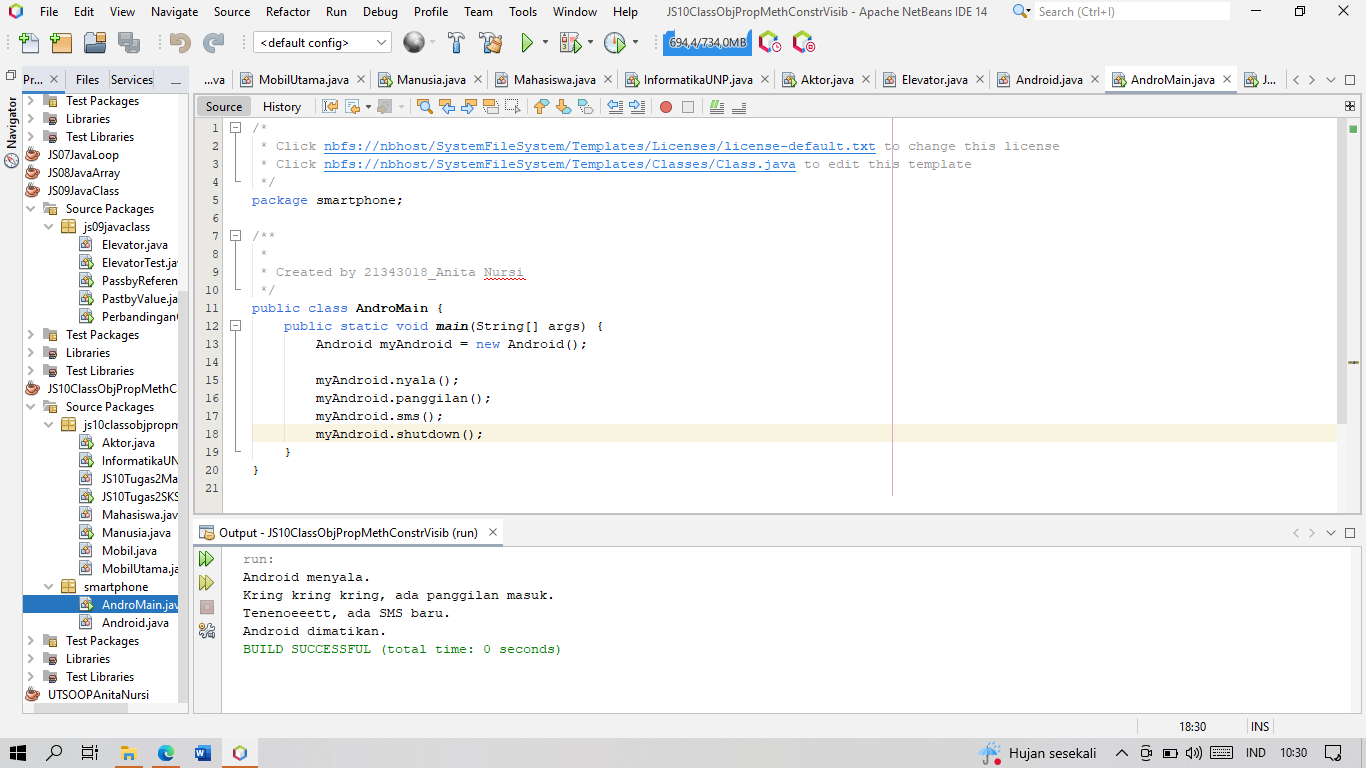 File Edit View Navigate Source Refactor Run Debug Profile Team Tools Window Help JS10ClassObjPropMethConstrVisib - Apache NetBeans IDE 14 Search (Ctrl+I)
<default config> 694,4/734,0MB
Pr... Files Services ...va MobilUtama.java Manusia.java Mahasiswa.java InformatikaUNP.java Aktor.java Elevator.java Android.java AndroMain.java J...
Navigator
Source History
Test Packages
Libraries
Test Libraries
JS07JavaLoop
JS08JavaArray
JS09JavaClass
Source Packages
js09javaclass
Elevator.java
ElevatorTest.ja
PassbyReferen
PastbyValue.ja
Perbandingan
Test Packages
Libraries
Test Libraries
JS10ClassObjPropMethC
Source Packages
js10classobjpropm
Aktor.java
InformatikaUN
JS10Tugas2Ma
JS10Tugas2SKS
Mahasiswa.jav
Manusia.java
Mobil.java
MobilUtama.ja
smartphone
AndroMain.jav
Android.java
Test Packages
Libraries
Test Libraries
UTSOOPAnitaNursi
1 /*
2 * Click nbfs://nbhost/SystemFileSystem/Templates/Licenses/license-default.txt to change this license
3 * Click nbfs://nbhost/SystemFileSystem/Templates/Classes/Class.java to edit this template
4 */
5 package smartphone;
6
7 /**
8 *
9 * Created by 21343018_Anita Nursi
10 */
11 public class AndroMain {
12 public static void main(String[] args) {
13 Android myAndroid = new Android();
14
15 myAndroid.nyala();
16 myAndroid.panggilan();
17 myAndroid.sms();
18 myAndroid.shutdown();
19 }
20 }
21
Output - JS10ClassObjPropMethConstrVisib (run)
run:
Android menyala.
Kring kring kring, ada panggilan masuk.
Tenenoeeett, ada SMS baru.
Android dimatikan.
BUILD SUCCESSFUL (total time: 0 seconds)
18:30 INS
Hujan sesekali IND 10:30